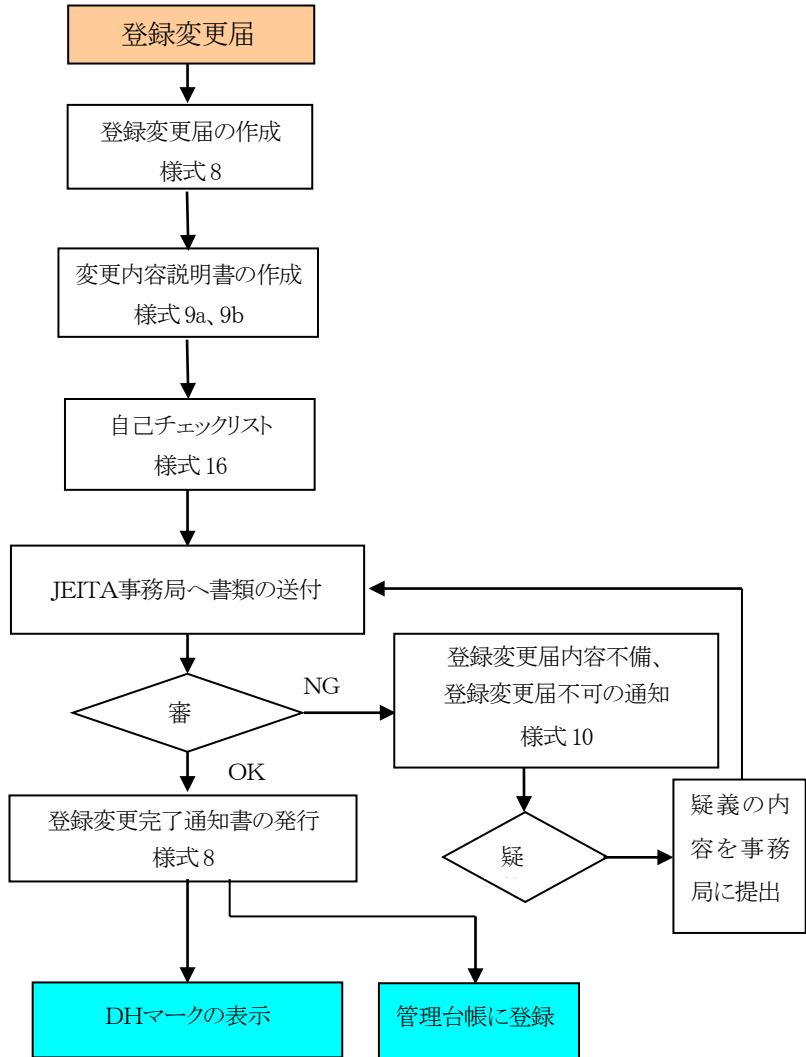 登録変更届
登録変更届の作成
様式 8
変更内容説明書の作成
様式 9a、9b
自己チェックリスト
様式 16
JEITA事務局へ書類の送付
審
NG
登録変更届内容不備、
登録変更届不可の通知
様式 10
OK
登録変更完了通知書の発行
様式 8
疑
疑義の内
容を事務
局に提出
DHマークの表示
管理台帳に登録